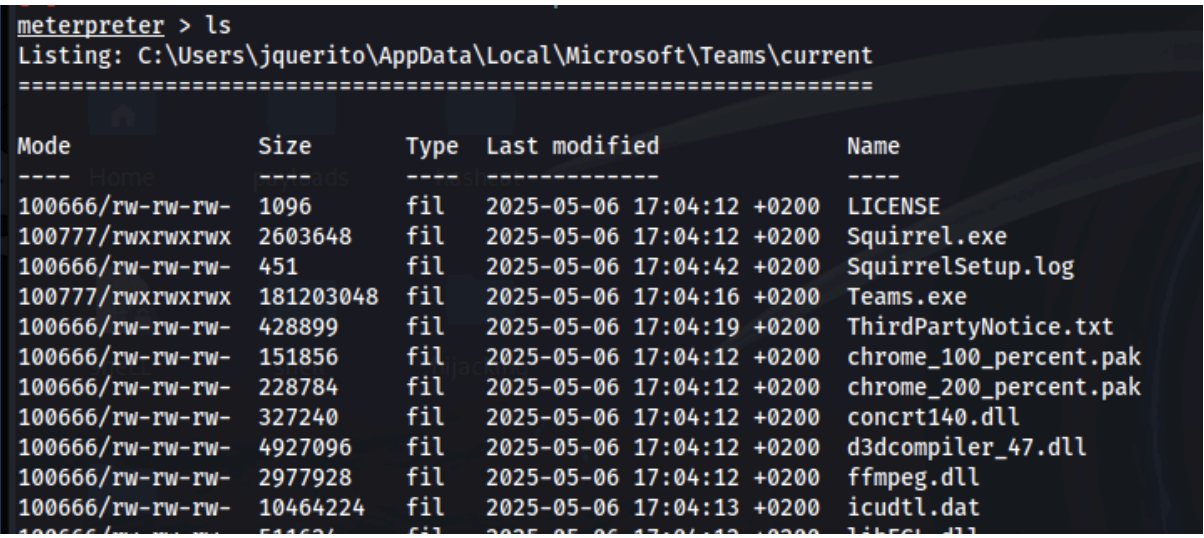 meterpreter > ls
Listing: C:\Users\jquerito\AppData\Local\Microsoft\Teams\current
================================================================
Mode Size Type Last modified Name
---- ---- ---- ------------- ----
100666/rw-rw-rw- 1096 fil 2025-05-06 17:04:12 +0200 LICENSE
100777/rwxrwxrwx 2603648 fil 2025-05-06 17:04:12 +0200 Squirrel.exe
100666/rw-rw-rw- 451 fil 2025-05-06 17:04:42 +0200 SquirrelSetup.log
100777/rwxrwxrwx 181203048 fil 2025-05-06 17:04:16 +0200 Teams.exe
100666/rw-rw-rw- 428899 fil 2025-05-06 17:04:19 +0200 ThirdPartyNotice.txt
100666/rw-rw-rw- 151856 fil 2025-05-06 17:04:12 +0200 chrome_100_percent.pak
100666/rw-rw-rw- 228784 fil 2025-05-06 17:04:12 +0200 chrome_200_percent.pak
100666/rw-rw-rw- 327240 fil 2025-05-06 17:04:12 +0200 concrt140.dll
100666/rw-rw-rw- 4927096 fil 2025-05-06 17:04:12 +0200 d3dcompiler_47.dll
100666/rw-rw-rw- 2977928 fil 2025-05-06 17:04:12 +0200 ffmpeg.dll
100666/rw-rw-rw- 10464224 fil 2025-05-06 17:04:13 +0200 icudtl.dat
Home